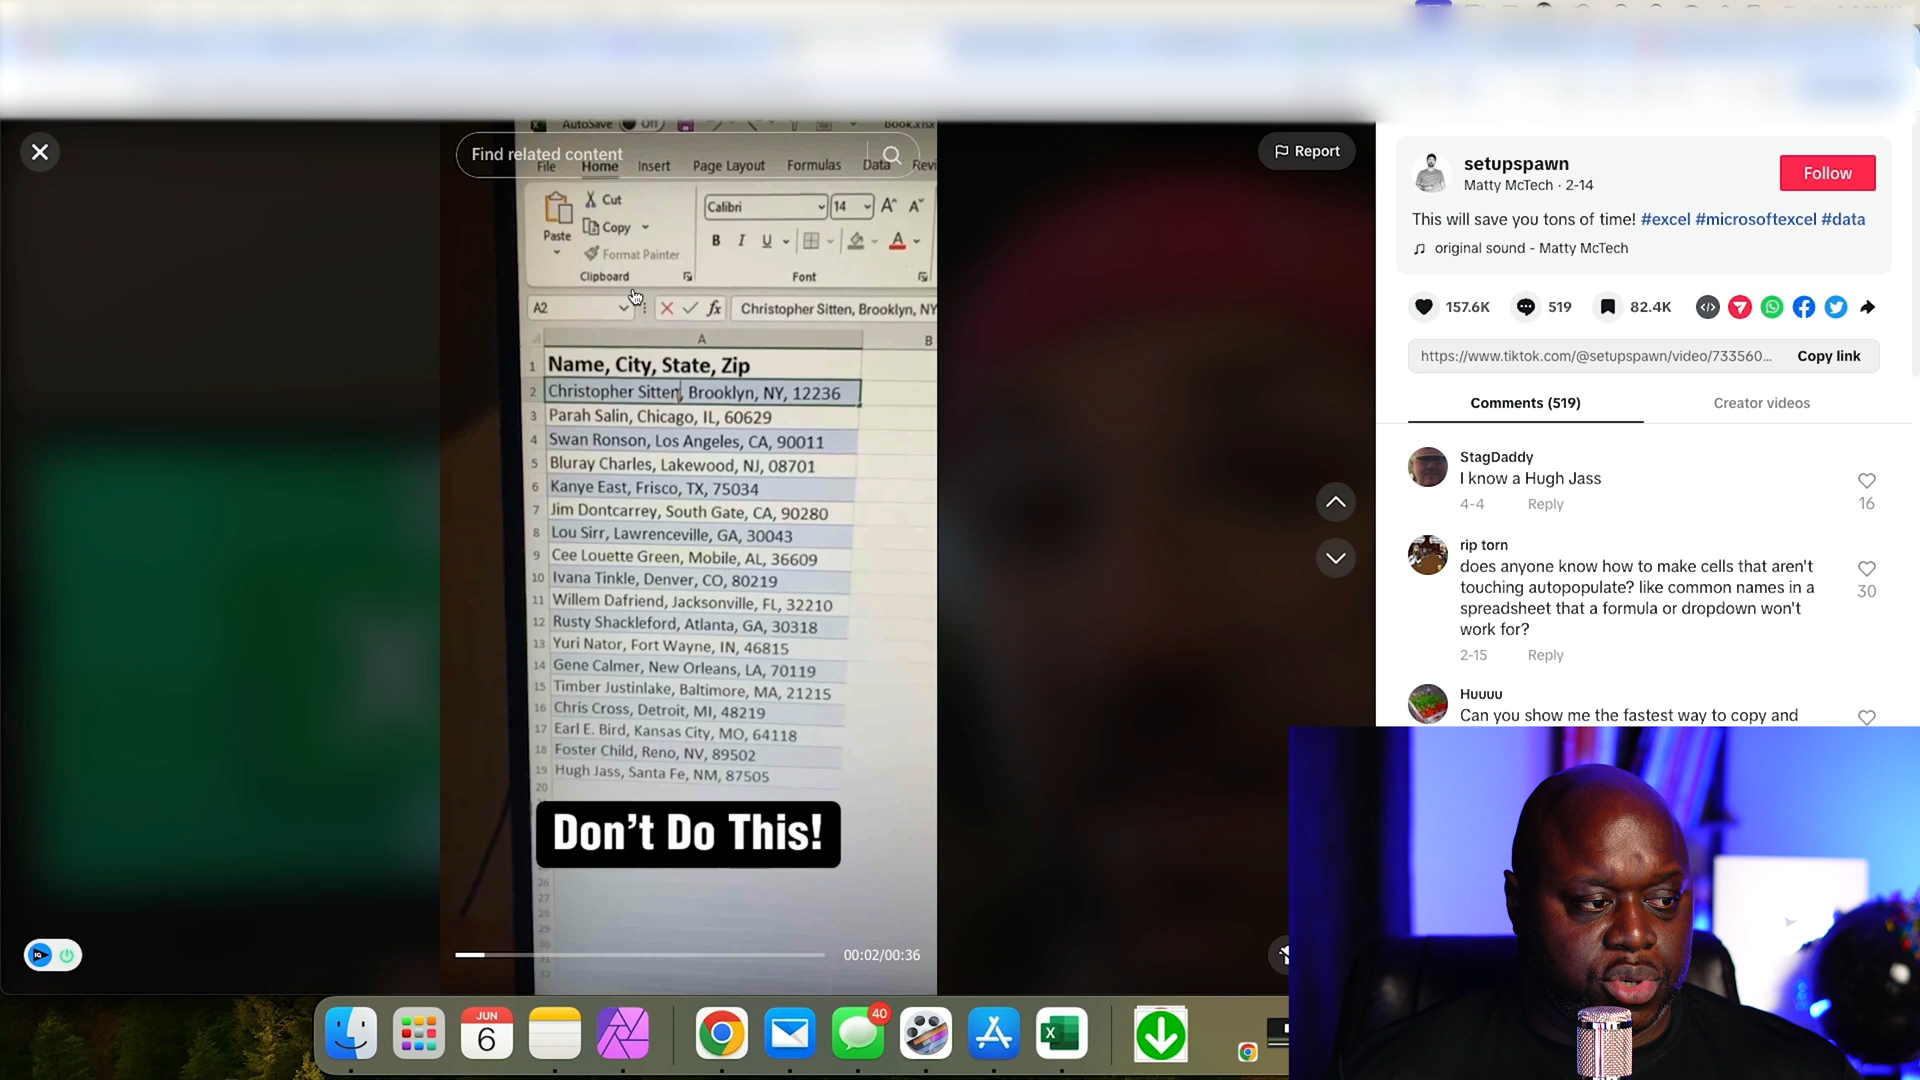 AutoSave Off Book.xlsx
Find related content
File Home Insert Page Layout Formulas Data Revi
Paste
Cut
Copy
Format Painter
Clipboard
Calibri 14
B I U
Font
A2
fx Christopher Sitten, Brooklyn, NY
A B
1 Name, City, State, Zip
2 Christopher Sitten, Brooklyn, NY, 12236
3 Parah Salin, Chicago, IL, 60629
4 Swan Ronson, Los Angeles, CA, 90011
5 Bluray Charles, Lakewood, NJ, 08701
6 Kanye East, Frisco, TX, 75034
7 Jim Dontcarrey, South Gate, CA, 90280
8 Lou Sirr, Lawrenceville, GA, 30043
9 Cee Louette Green, Mobile, AL, 36609
10 Ivana Tinkle, Denver, CO, 80219
11 Willem Dafriend, Jacksonville, FL, 32210
12 Rusty Shackleford, Atlanta, GA, 30318
13 Yuri Nator, Fort Wayne, IN, 46815
14 Gene Calmer, New Orleans, LA, 70119
15 Timber Justinlake, Baltimore, MA, 21215
16 Chris Cross, Detroit, MI, 48219
17 Earl E. Bird, Kansas City, MO, 64118
18 Foster Child, Reno, NV, 89502
19 Hugh Jass, Santa Fe, NM, 87505
20
Don't Do This!
26
27
28
29
30
31
32
00:02/00:36
Report
setupspawn
Matty McTech · 2-14
Follow
This will save you tons of time! #excel #microsoftexcel #data
original sound - Matty McTech
157.6K 519 82.4K
https://www.tiktok.com/@setupspawn/video/733560... Copy link
Comments (519) Creator videos
StagDaddy
I know a Hugh Jass
4-4 Reply 16
rip torn
does anyone know how to make cells that aren't
touching autopopulate? like common names in a
spreadsheet that a formula or dropdown won't
work for?
30
2-15 Reply
Huuuu
Can you show me the fastest way to copy and
JUN
6
40